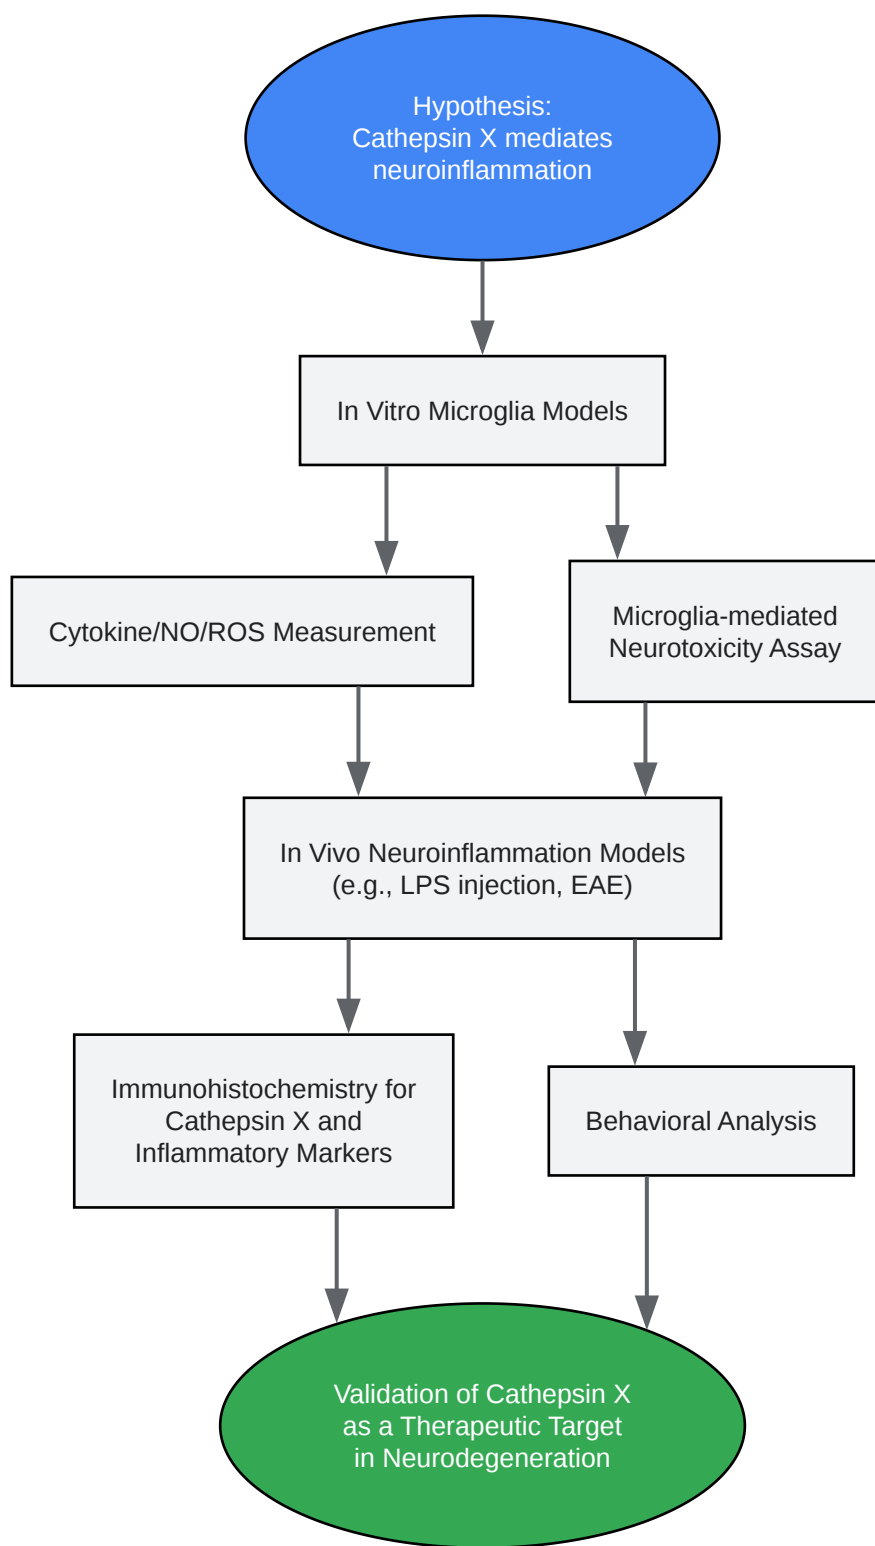 Hypothesis:
Cathepsin X mediates
neuroinflammation
In Vitro Microglia Models
Cytokine/NO/ROS Measurement
Microglia-mediated
Neurotoxicity Assay
In Vivo Neuroinflammation Models
(e.g., LPS injection, EAE)
Immunohistochemistry for
Cathepsin X and
Inflammatory Markers
Behavioral Analysis
Validation of Cathepsin X
as a Therapeutic Target
in Neurodegeneration